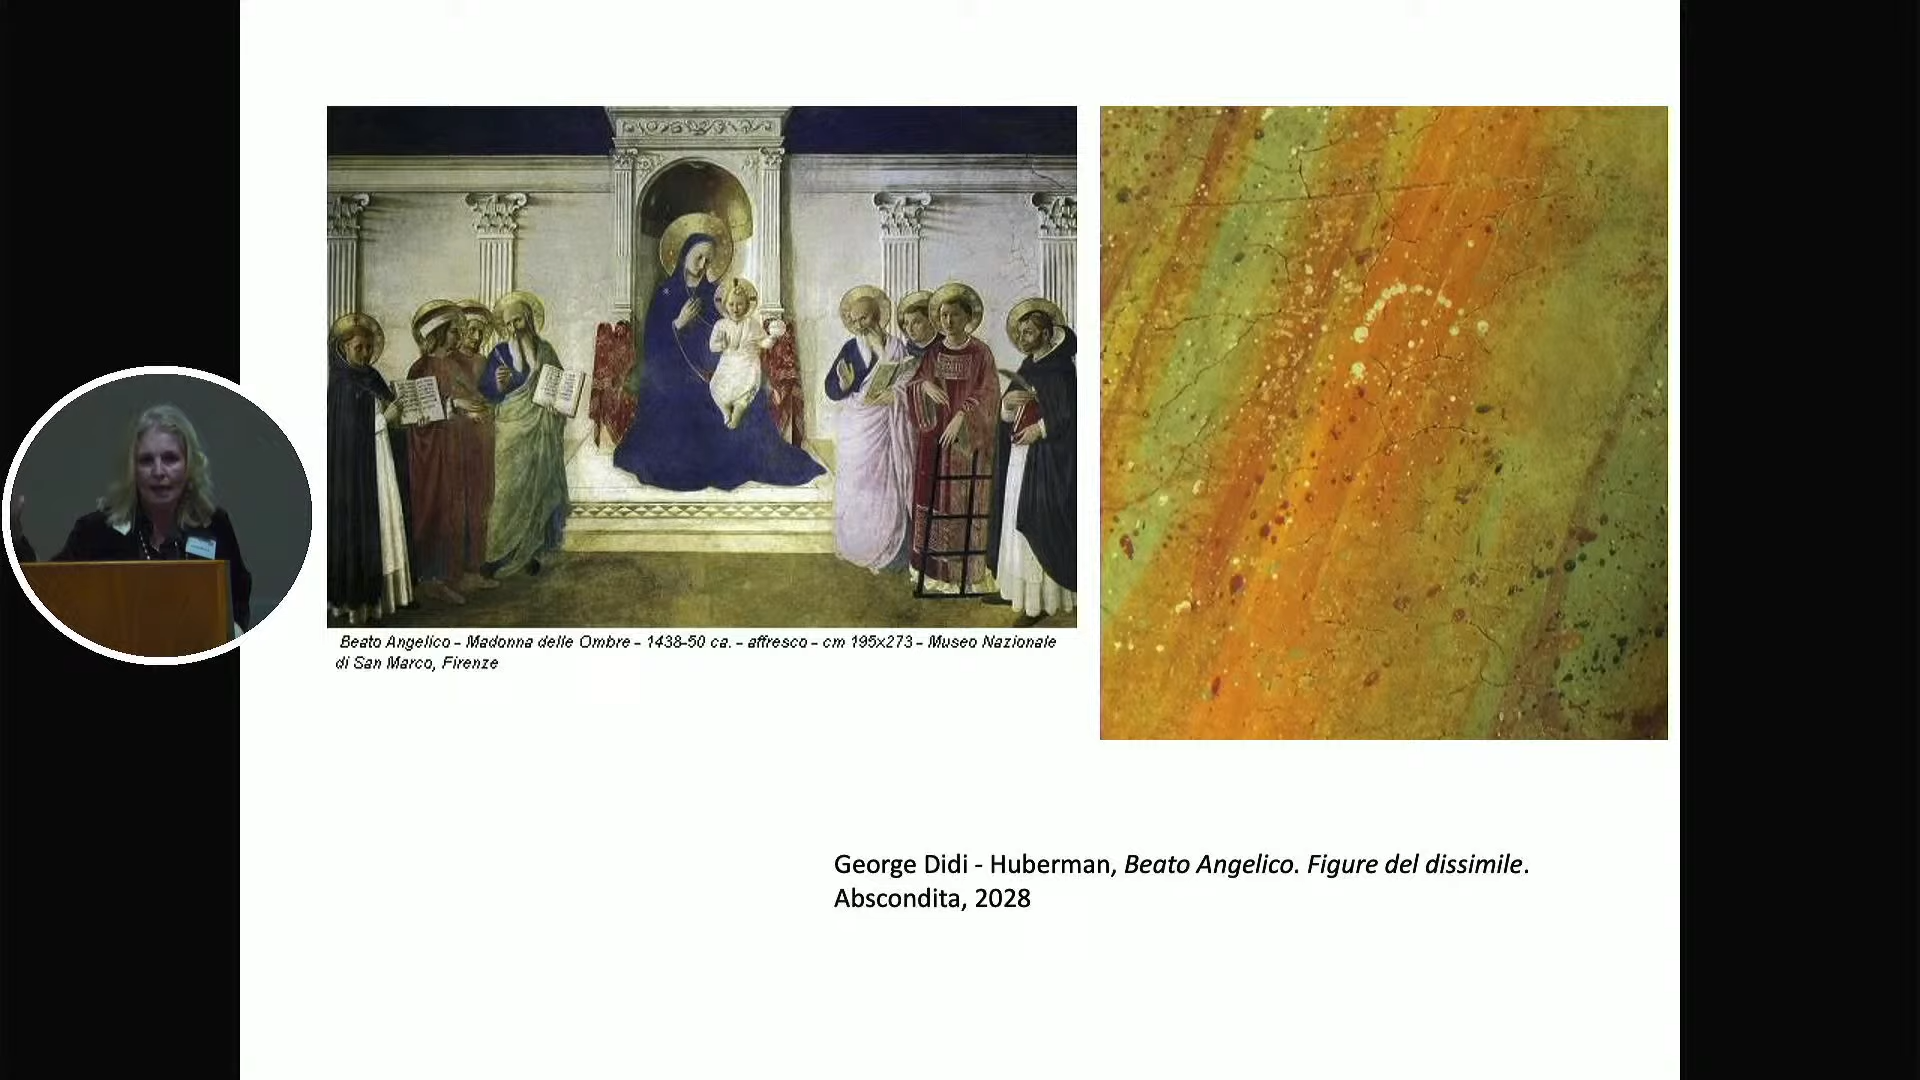 Beato Angelico - Madonna delle Ombre - 1438-50 ca. - affresco - cm 195x273 - Museo Nazionale
di San Marco, Firenze
George Didi - Huberman, Beato Angelico. Figure del dissimile.
Abscondita, 2028